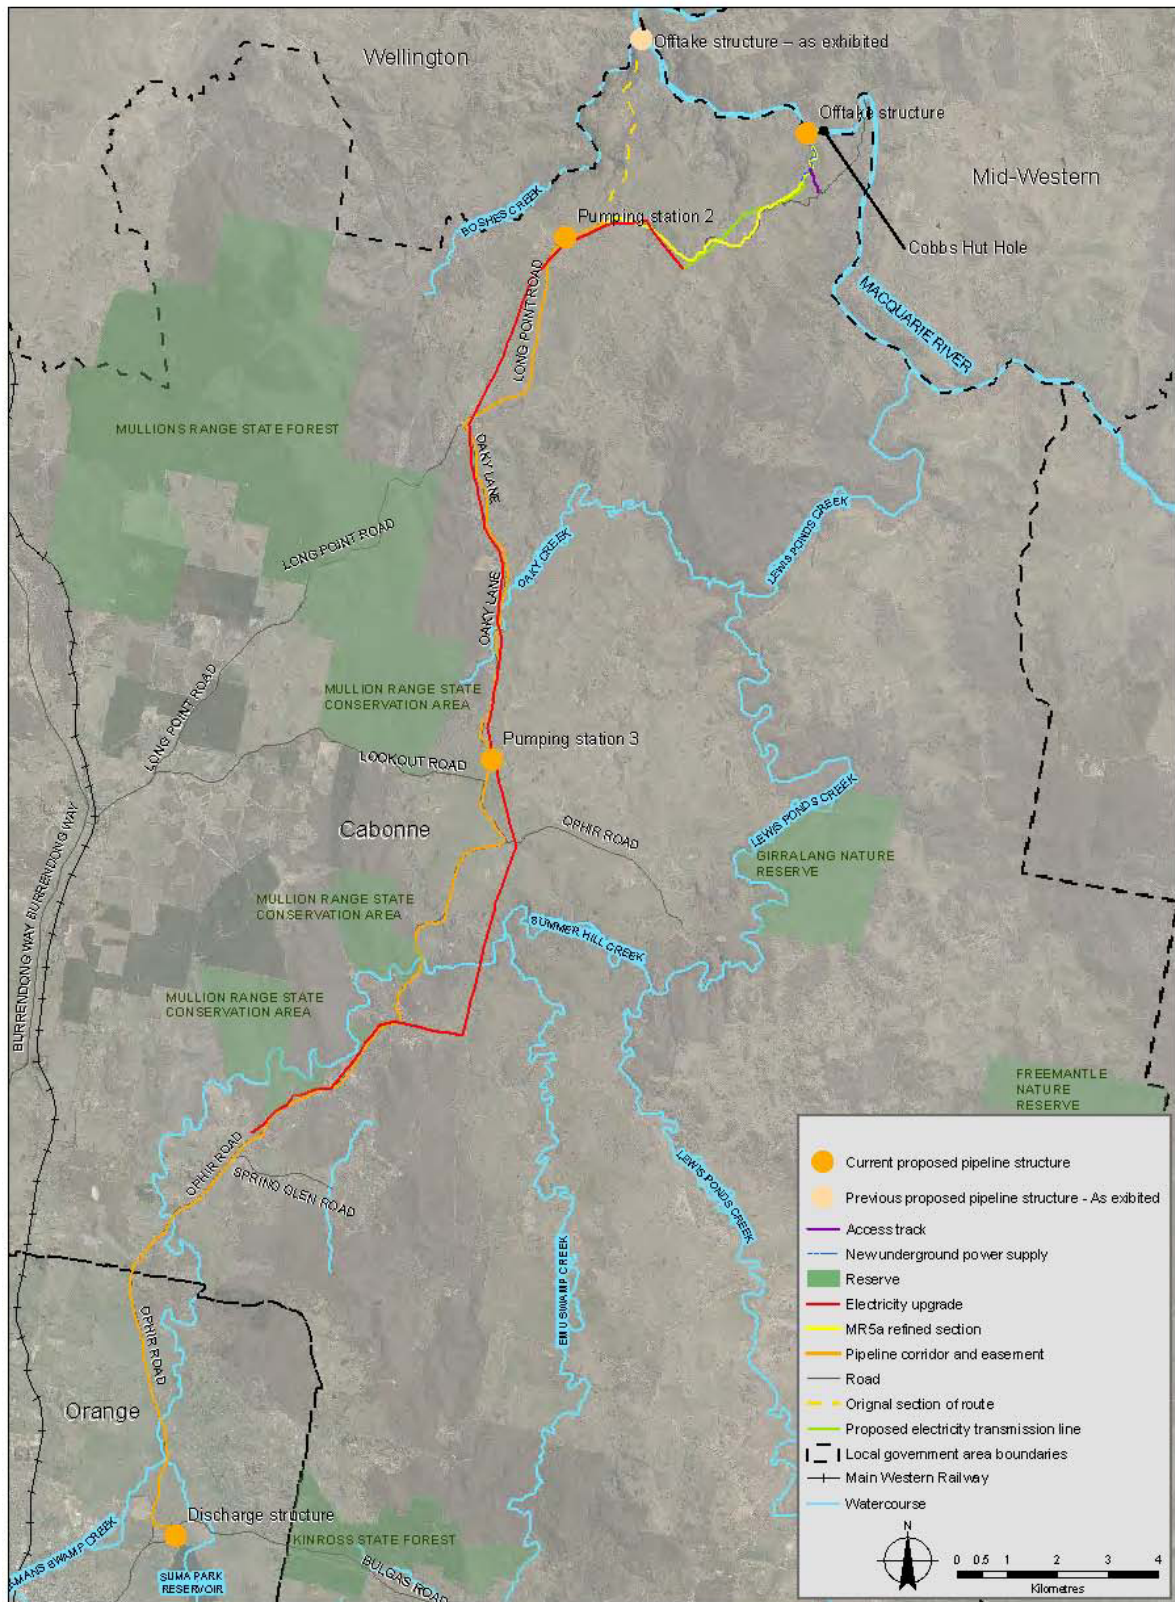 Offtake structure – as exhibited
Wellington
Offtake structure
Mid-Western
BOSHES CREEK
Pumping station 2
Cobbs Hut Hole
LONG POINT ROAD
MACQUARIE RIVER
MULLIONS RANGE STATE FOREST
OAKY LANE
LONG POINT ROAD
OAKY CREEK
LEWIS PONDS CREEK
OAKY LANE
LONG POINT ROAD
MULLION RANGE STATE
CONSERVATION AREA
Pumping station 3
LOOKOUT ROAD
LEWIS PONDS CREEK
Cabonne
OPHIR ROAD
GIRRALANG NATURE
RESERVE
BURRENDONG WAY BURRENDONG WAY
MULLION RANGE STATE
CONSERVATION AREA
SUMMER HILL CREEK
MULLION RANGE STATE
CONSERVATION AREA
FREEMANTLE
NATURE
RESERVE
OPHIR ROAD
SPRING GLEN ROAD
LEWIS PONDS CREEK
EMU SWAMP CREEK
OPHIR ROAD
Orange
Discharge structure
KINROSS STATE FOREST
AMANS SWAMP CREEK
SUMA PARK
RESERVOIR
BULGAS ROAD
Current proposed pipeline structure
Previous proposed pipeline structure - As exibited
Access track
New underground power supply
Reserve
Electricity upgrade
MR5a refined section
Pipeline corridor and easement
Road
Orignal section of route
Proposed electricity transmission line
Local government area boundaries
Main Western Railway
Watercourse
N
0 0.5 1 2 3 4
Kilometres